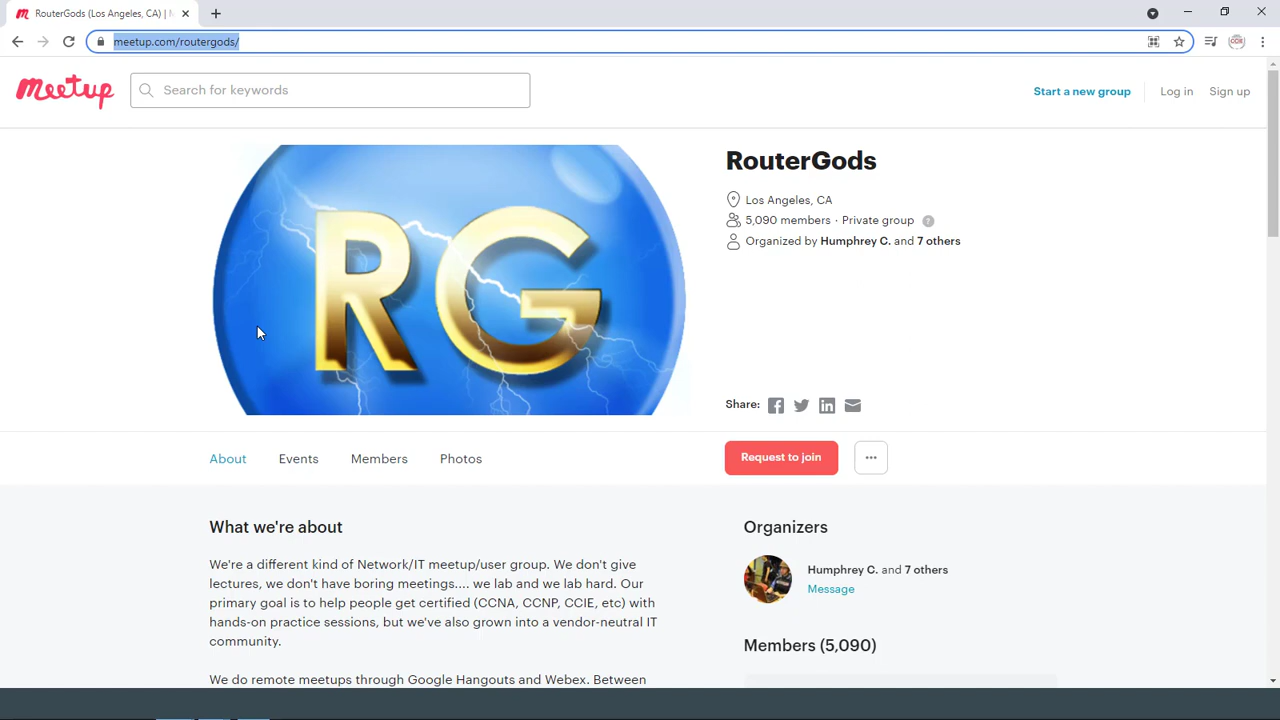 RouterGods (Los Angeles, CA) |
meetup.com/routergods/
meetup
Search for keywords
Start a new group
Log in
Sign up
RG
RouterGods
Los Angeles, CA
5,090 members · Private group ?
Organized by Humphrey C. and 7 others
Share:
About
Events
Members
Photos
Request to join
What we're about
We're a different kind of Network/IT meetup/user group. We don't give
lectures, we don't have boring meetings.... we lab and we lab hard. Our
primary goal is to help people get certified (CCNA, CCNP, CCIE, etc) with
hands-on practice sessions, but we've also grown into a vendor-neutral IT
community.
We do remote meetups through Google Hangouts and Webex. Between
Organizers
Humphrey C. and 7 others
Message
Members (5,090)